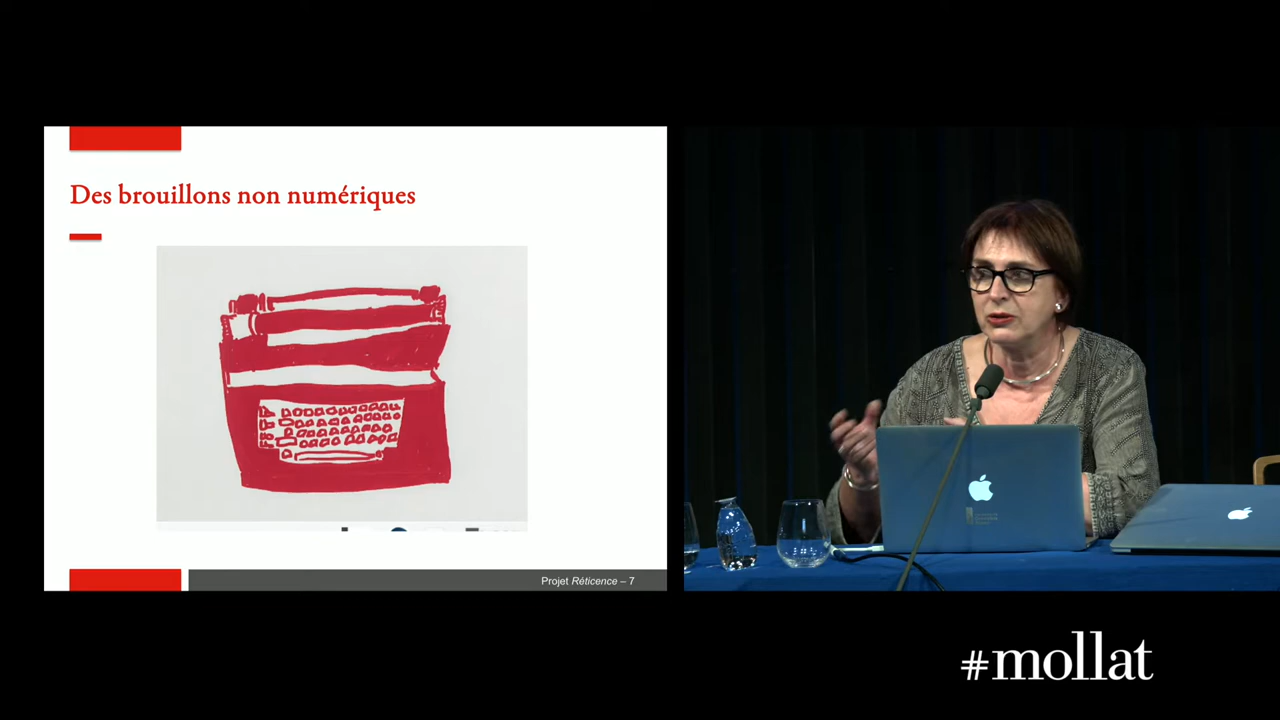 Des brouillons non numériques
Projet Réticence – 7
#mollat